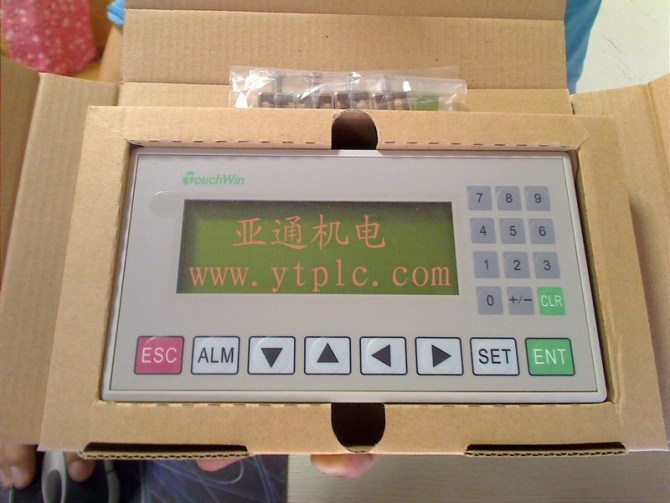 TouchWin
亚通机电
www.ytplc.com
7 8 9
4 5 6
1 2 3
0 +/- CLR
ESC ALM SET ENT